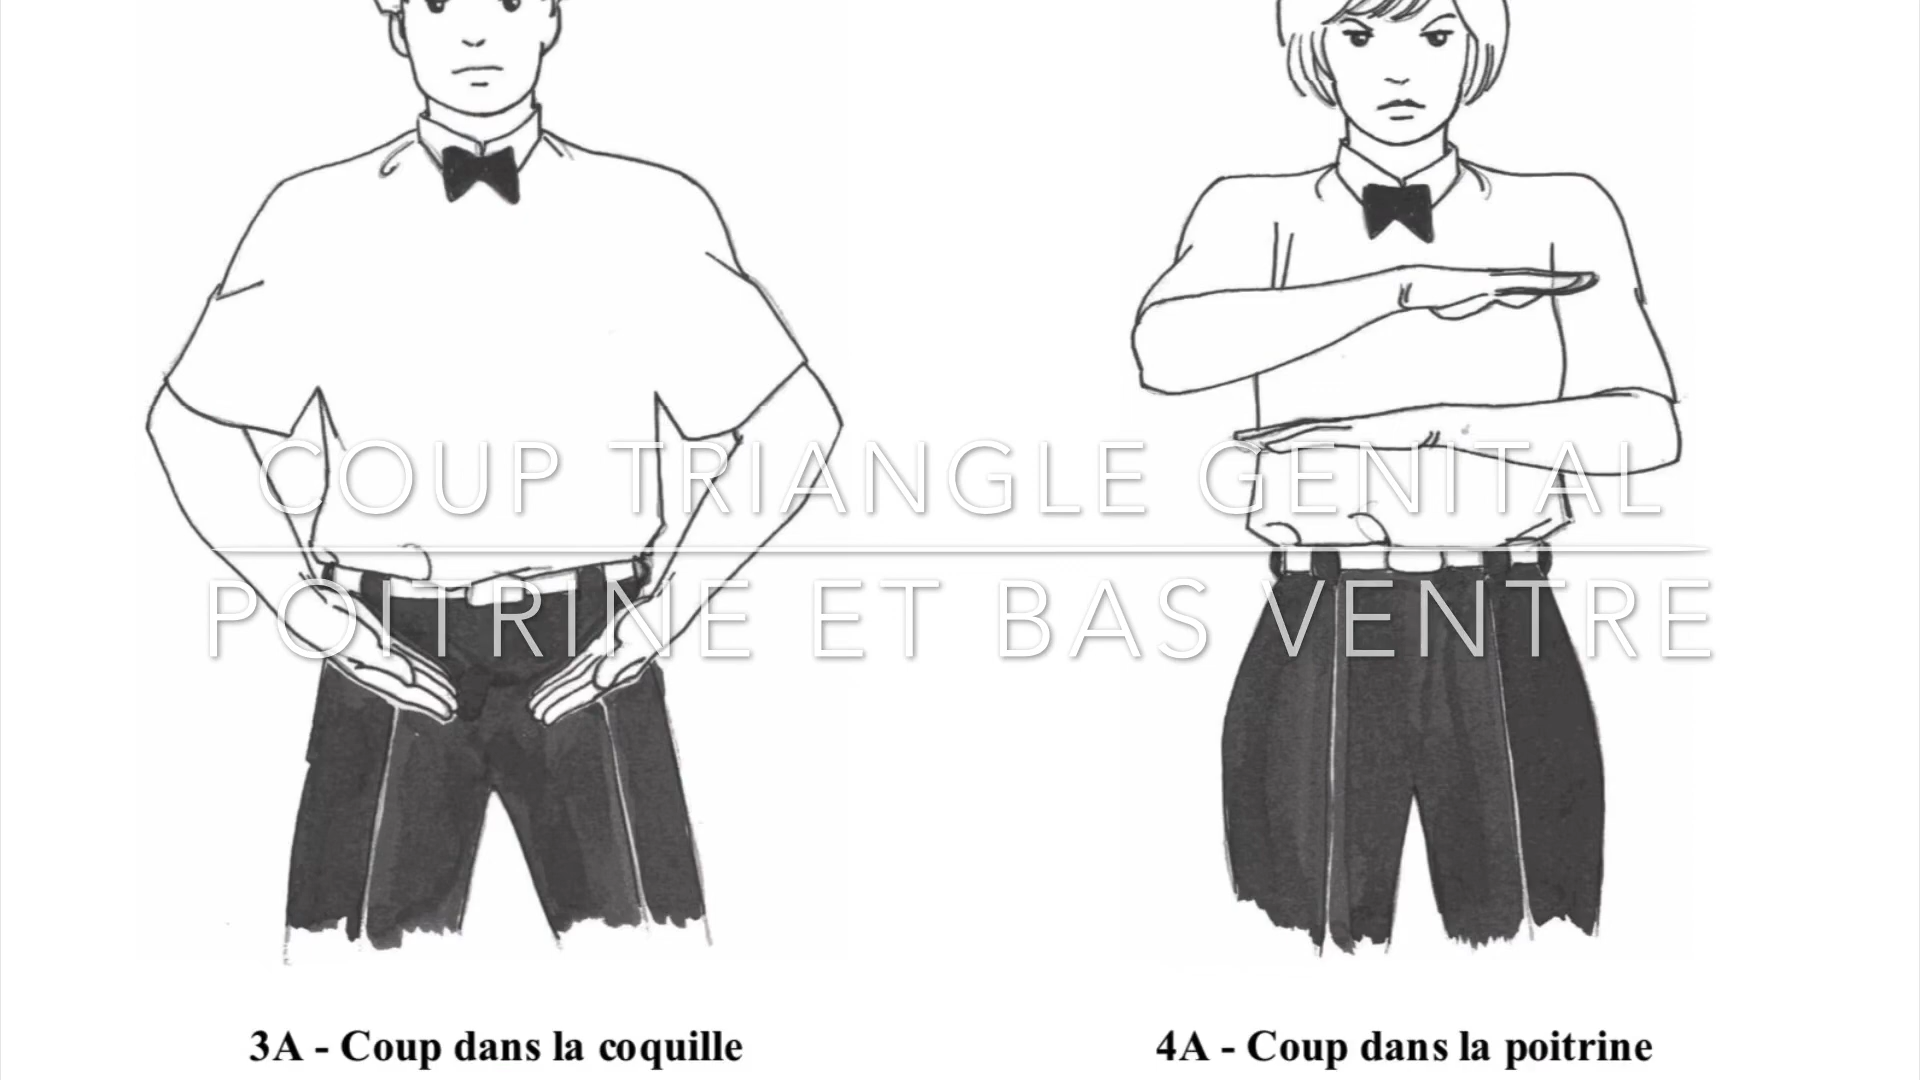 COUP TRIANGLE GENITAL
POITRINE ET BAS VENTRE
3A - Coup dans la coquille
4A - Coup dans la poitrine